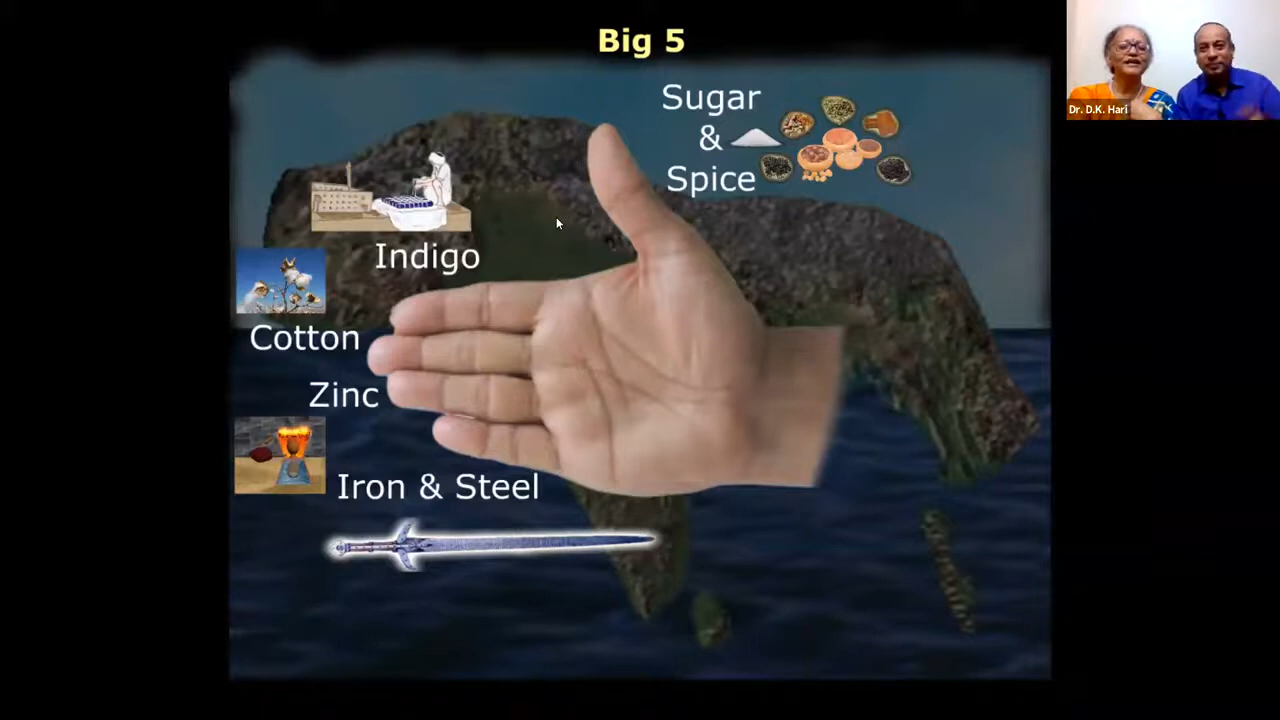 Big 5
Sugar
&
Spice
Indigo
Cotton
Zinc
Iron & Steel
Dr. D.K. Hari